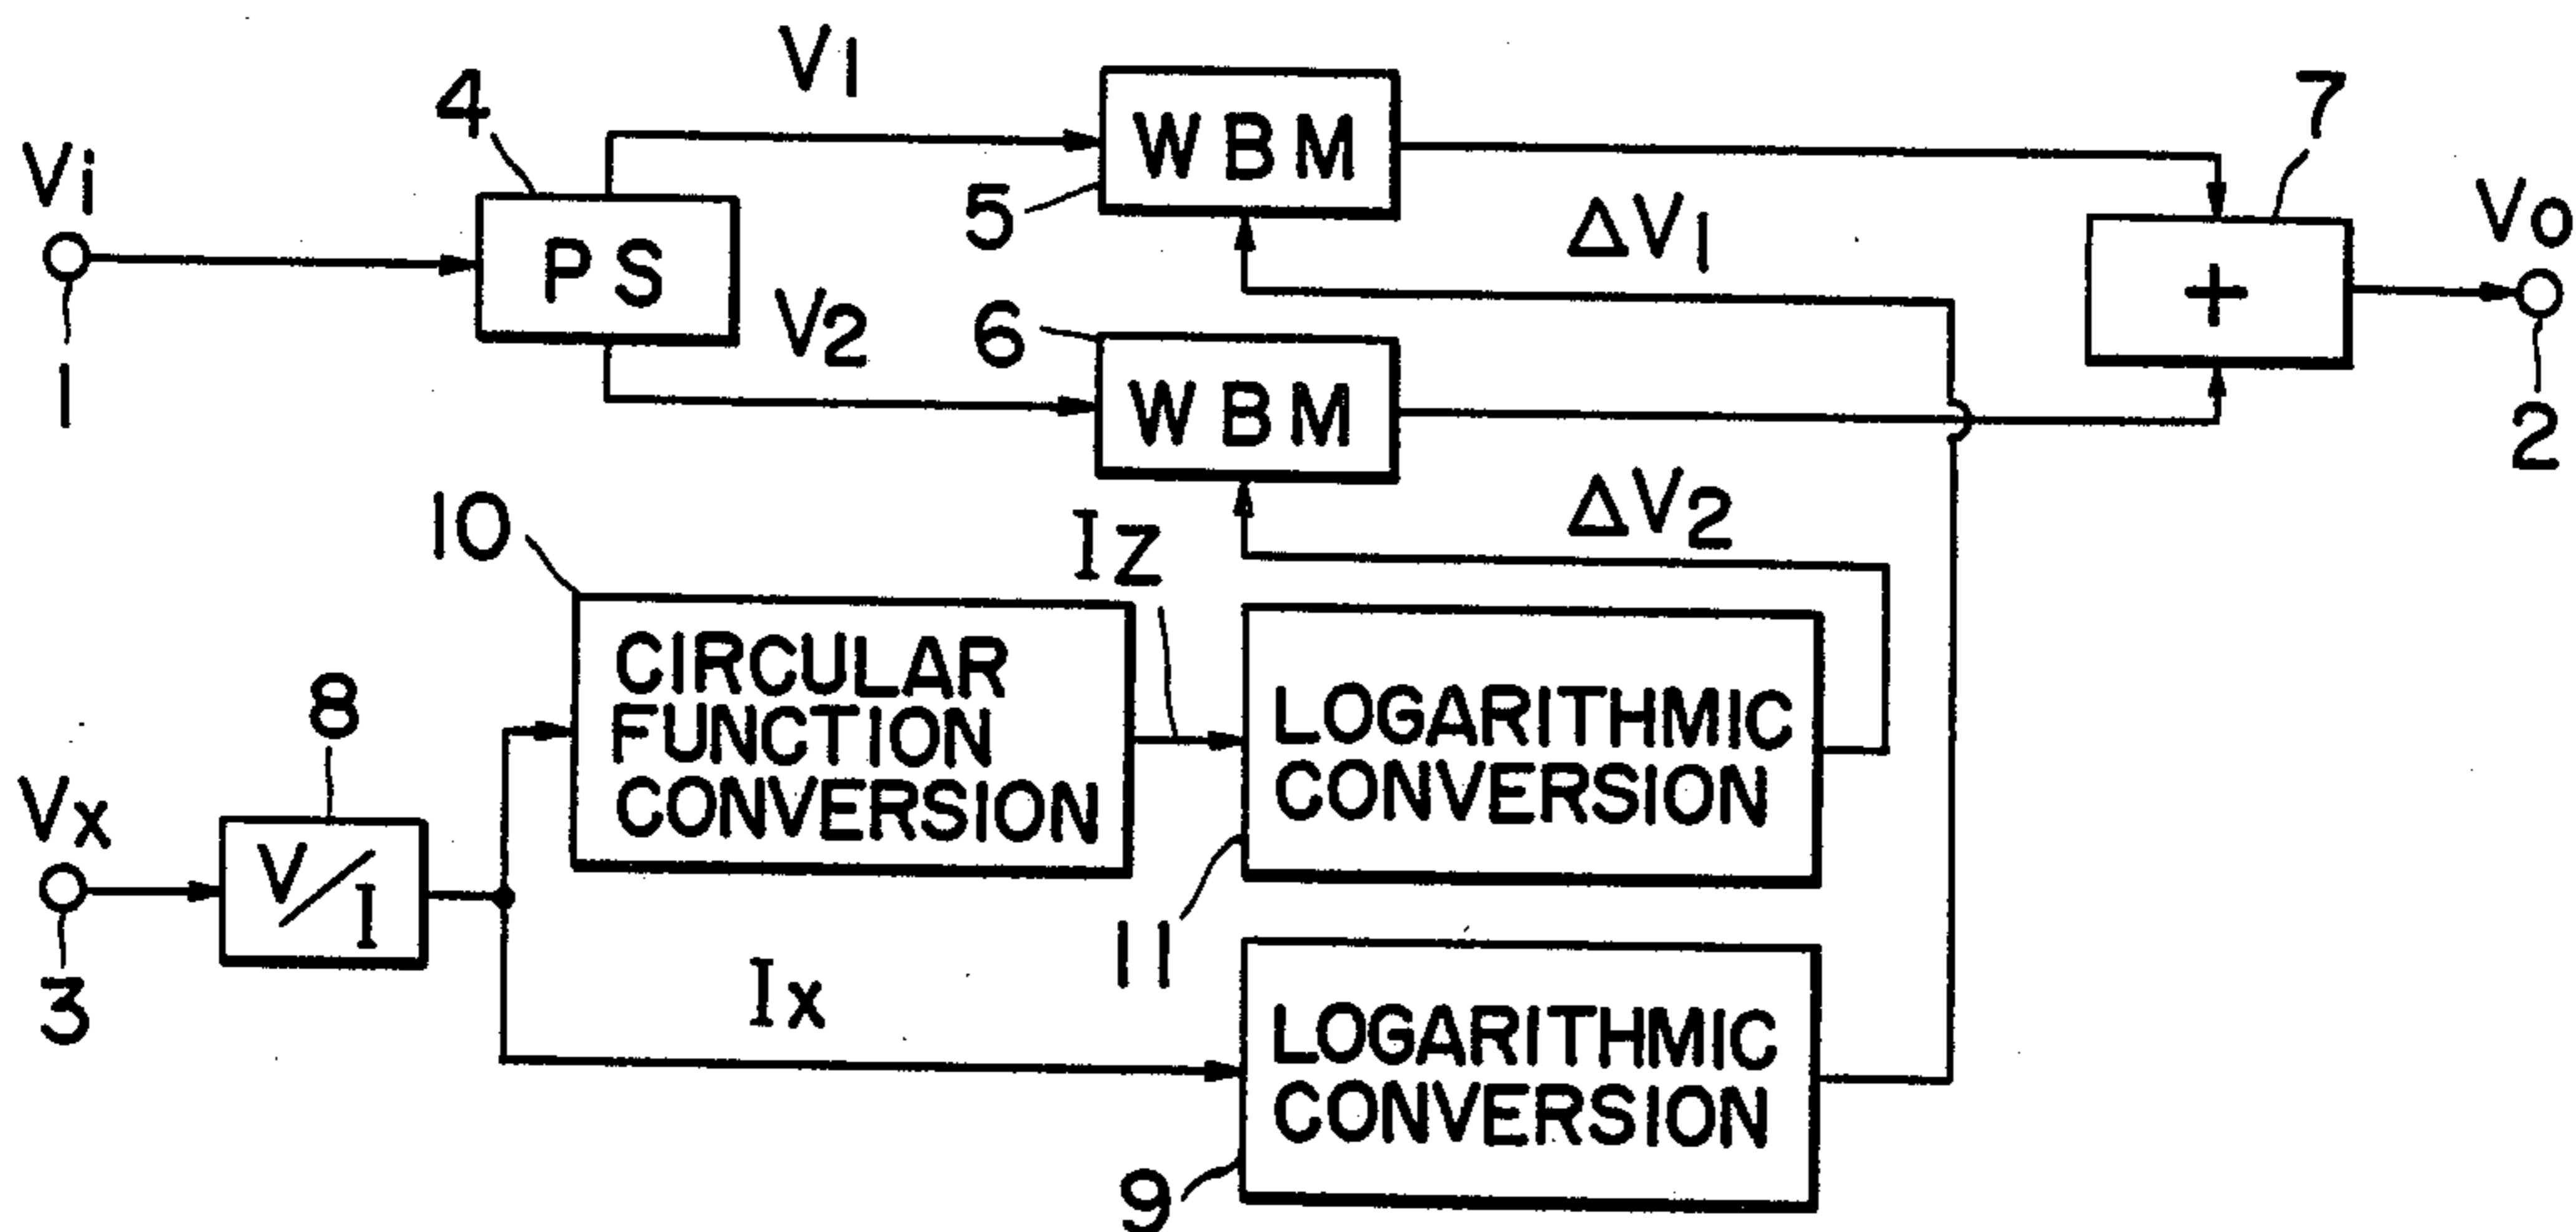 Vi
1
4
PS
V1
V2
5
WBM
6
WBM
ΔV1
ΔV2
7
+
Vo
2
Vx
3
8
V/I
10
CIRCULAR
FUNCTION
CONVERSION
Iz
Ix
11
LOGARITHMIC
CONVERSION
9
LOGARITHMIC
CONVERSION